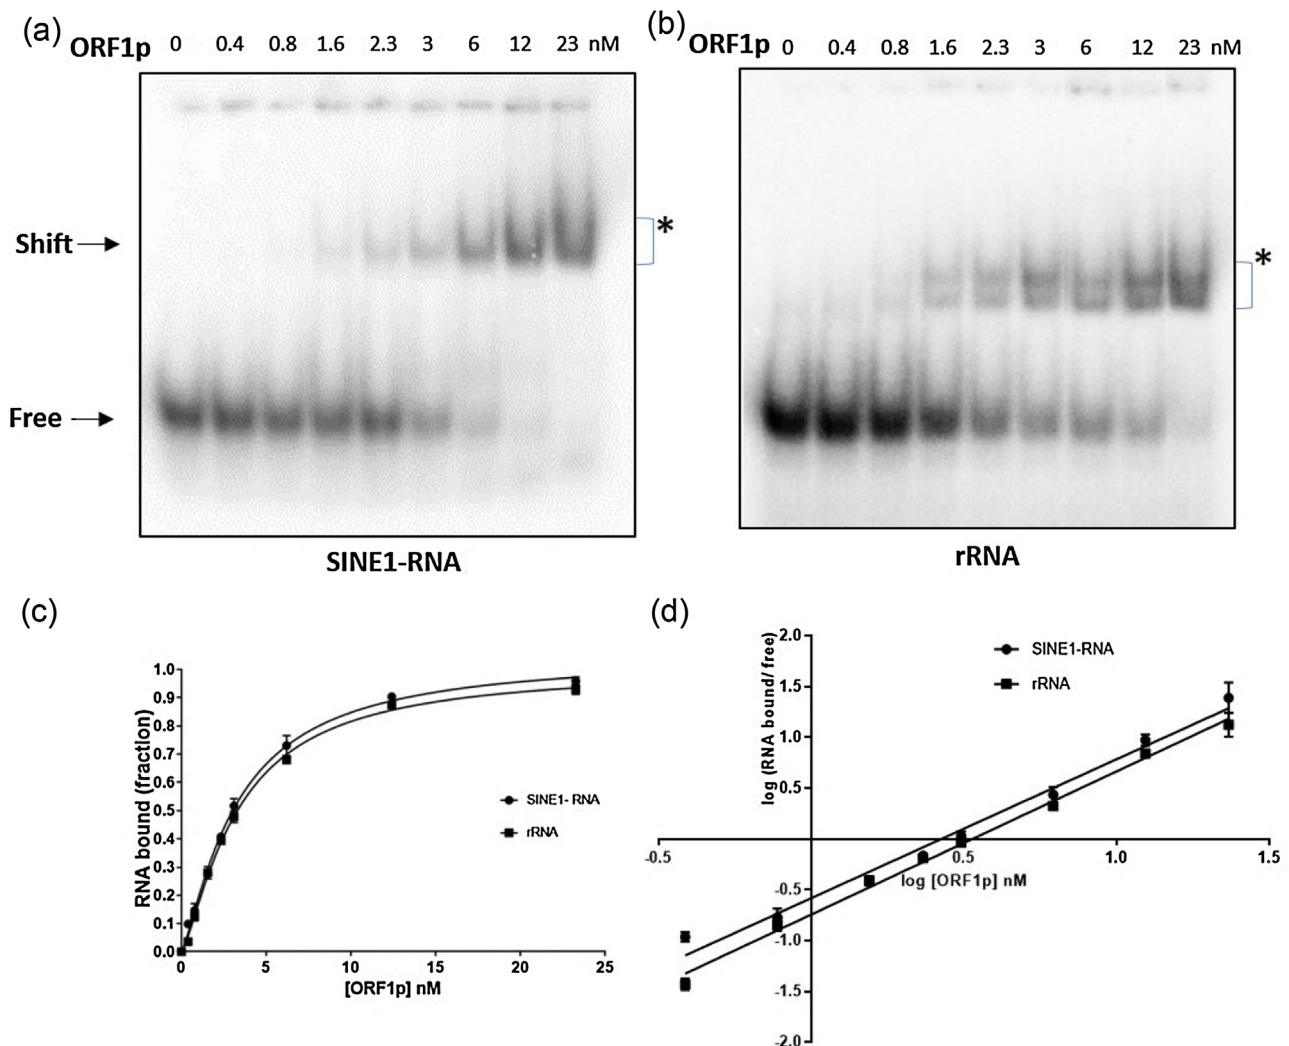 (a)
ORF1p 0 0.4 0.8 1.6 2.3 3 6 12 23 nM
Shift
*
Free
SINE1-RNA
(b)
ORF1p 0 0.4 0.8 1.6 2.3 3 6 12 23 nM
*
rRNA
(c)
RNA bound (fraction)
1.0
0.9
0.8
0.7
0.6
0.5
0.4
0.3
0.2
0.1
0.0
SINE1- RNA
rRNA
0 5 10 15 20 25
[ORF1p] nM
(d)
log (RNA bound/ free)
2.0
1.5
1.0
0.5
-0.5
-1.0
-1.5
-2.0
SINE1-RNA
rRNA
-0.5 0.5 1.0 1.5
log [ORF1p] nM